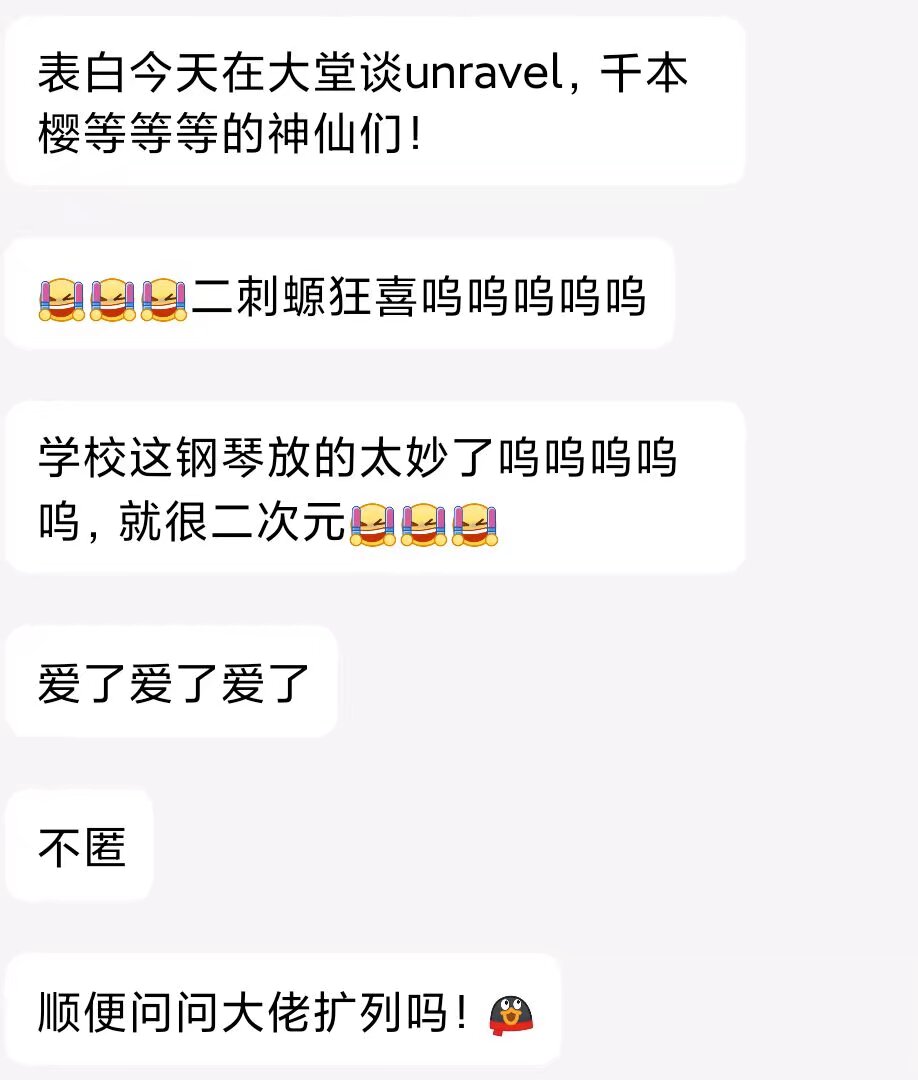 表白今天在大堂谈unravel，千本
樱等等等的神仙们！
二刺螈狂喜呜呜呜呜呜
学校这钢琴放的太妙了呜呜呜呜
呜，就很二次元
爱了爱了爱了
不匿
顺便问问大佬扩列吗！